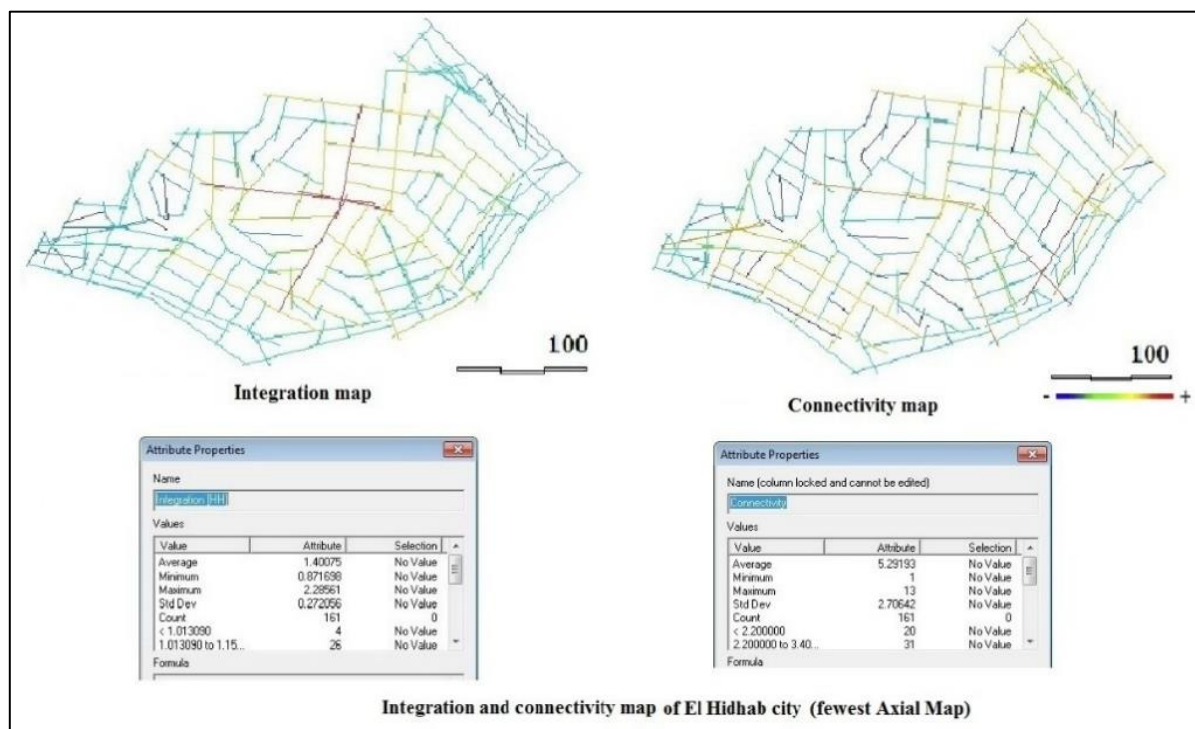 100
Integration map
100
- +
Connectivity map
Attribute Properties
Name
Integration [HH]
Values
Value Attribute Selection
Average 1.40075 No Value
Minimum 0.871698 No Value
Maximum 2.28561 No Value
Std Dev 0.272056 No Value
Count 161 0
< 1.013090 4 No Value
1.013090 to 1.15... 26 No Value
Formula
Attribute Properties
Name (column locked and cannot be edited)
Connectivity
Values
Value Attribute Selection
Average 5.29193 No Value
Minimum 1 No Value
Maximum 13 No Value
Std Dev 2.70642 No Value
Count 161 0
< 2.200000 20 No Value
2.200000 to 3.40... 31 No Value
Formula
Integration and connectivity map of El Hidhab city (fewest Axial Map)